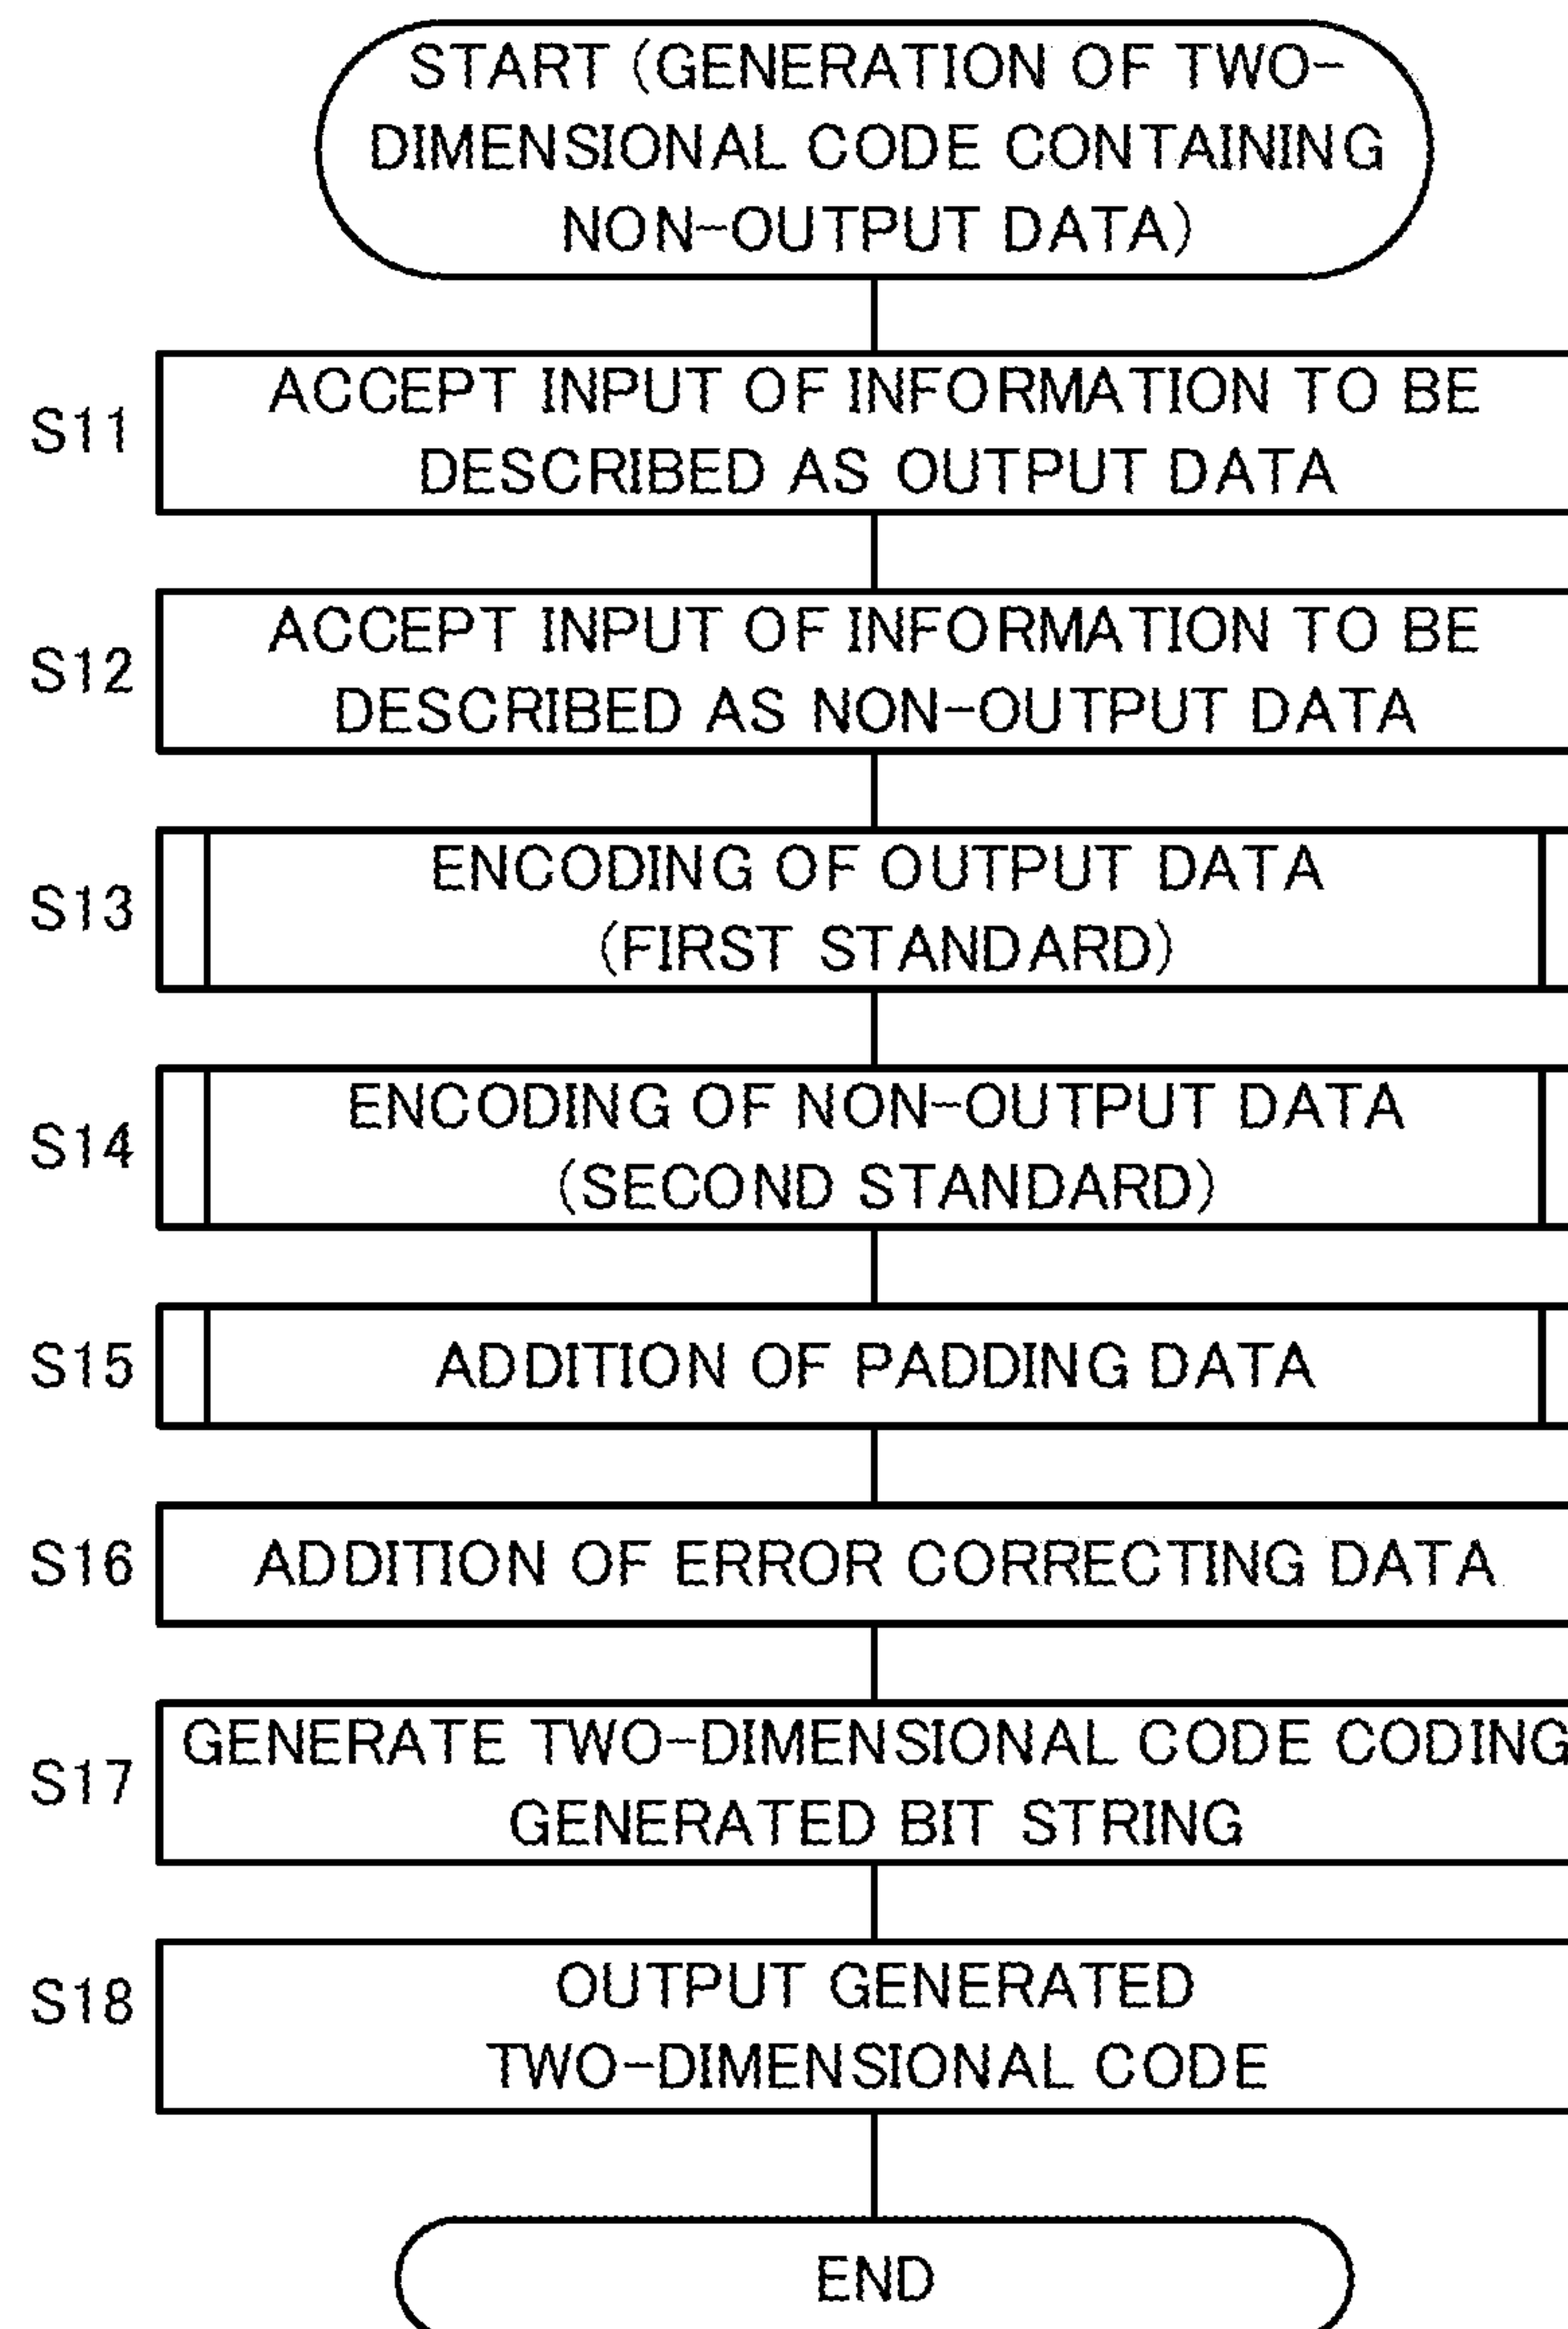 START (GENERATION OF TWO-
DIMENSIONAL CODE CONTAINING
NON-OUTPUT DATA)
S11
ACCEPT INPUT OF INFORMATION TO BE
DESCRIBED AS OUTPUT DATA
S12
ACCEPT INPUT OF INFORMATION TO BE
DESCRIBED AS NON-OUTPUT DATA
S13
ENCODING OF OUTPUT DATA
(FIRST STANDARD)
S14
ENCODING OF NON-OUTPUT DATA
(SECOND STANDARD)
S15
ADDITION OF PADDING DATA
S16
ADDITION OF ERROR CORRECTING DATA
S17
GENERATE TWO-DIMENSIONAL CODE CODING
GENERATED BIT STRING
S18
OUTPUT GENERATED
TWO-DIMENSIONAL CODE
END